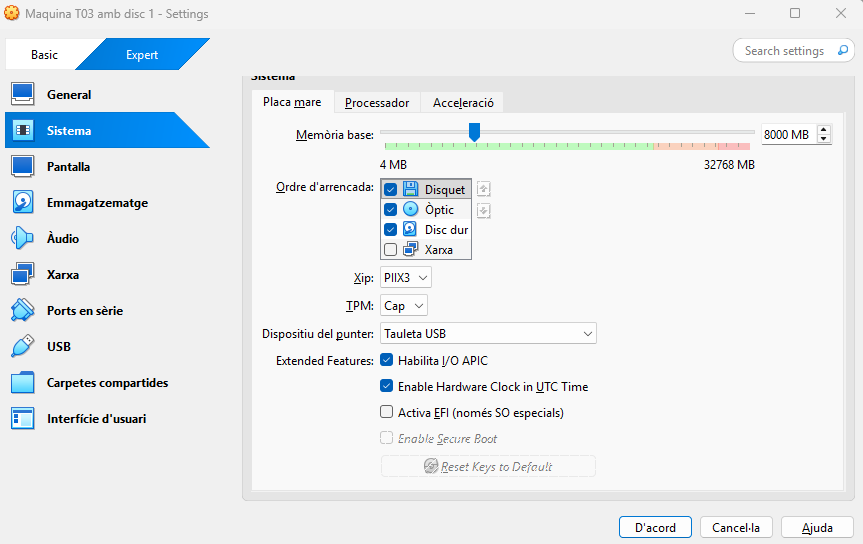 Maquina T03 amb disc 1 - Settings
Basic
Expert
Search settings
General
Sistema
Pantalla
Emmagatzematge
Àudio
Xarxa
Ports en sèrie
USB
Carpetes compartides
Interfície d'usuari
Sistema
Placa mare
Processador
Acceleració
Memòria base:
8000 MB
4 MB
32768 MB
Ordre d'arrencada:
Disquet
Òptic
Disc dur
Xarxa
Xip:
PIIX3
TPM:
Cap
Dispositiu del punter:
Tauleta USB
Extended Features:
Habilita I/O APIC
Enable Hardware Clock in UTC Time
Activa EFI (només SO especials)
Enable Secure Boot
Reset Keys to Default
D'acord
Cancel·la
Ajuda